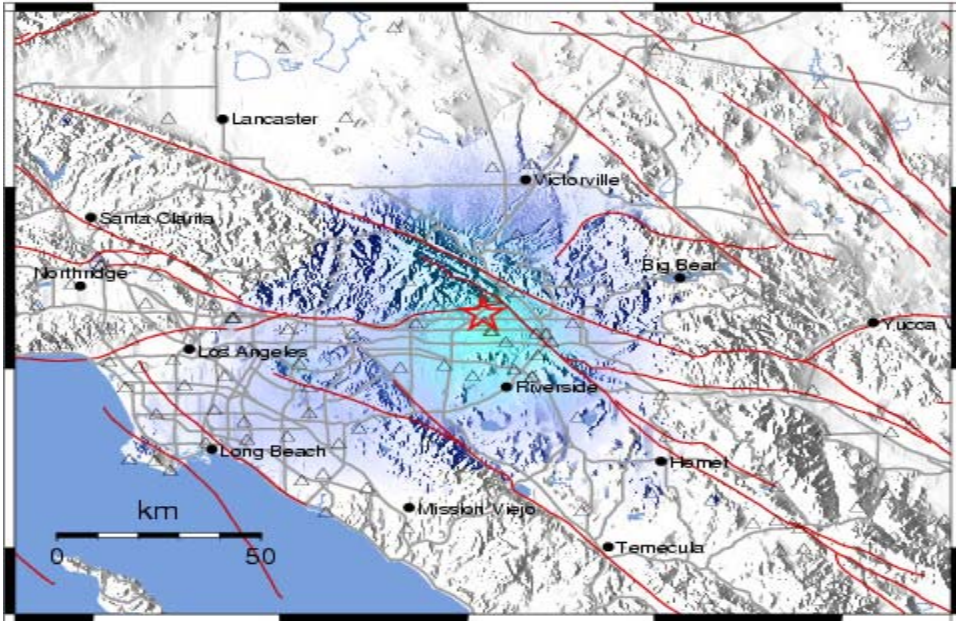 Lancaster
Victorville
Santa Clarita
Northridge
Big Bear
Yucca V
Los Angeles
Riverside
Long Beach
Hemet
km
Mission Viejo
0 50
Temecula